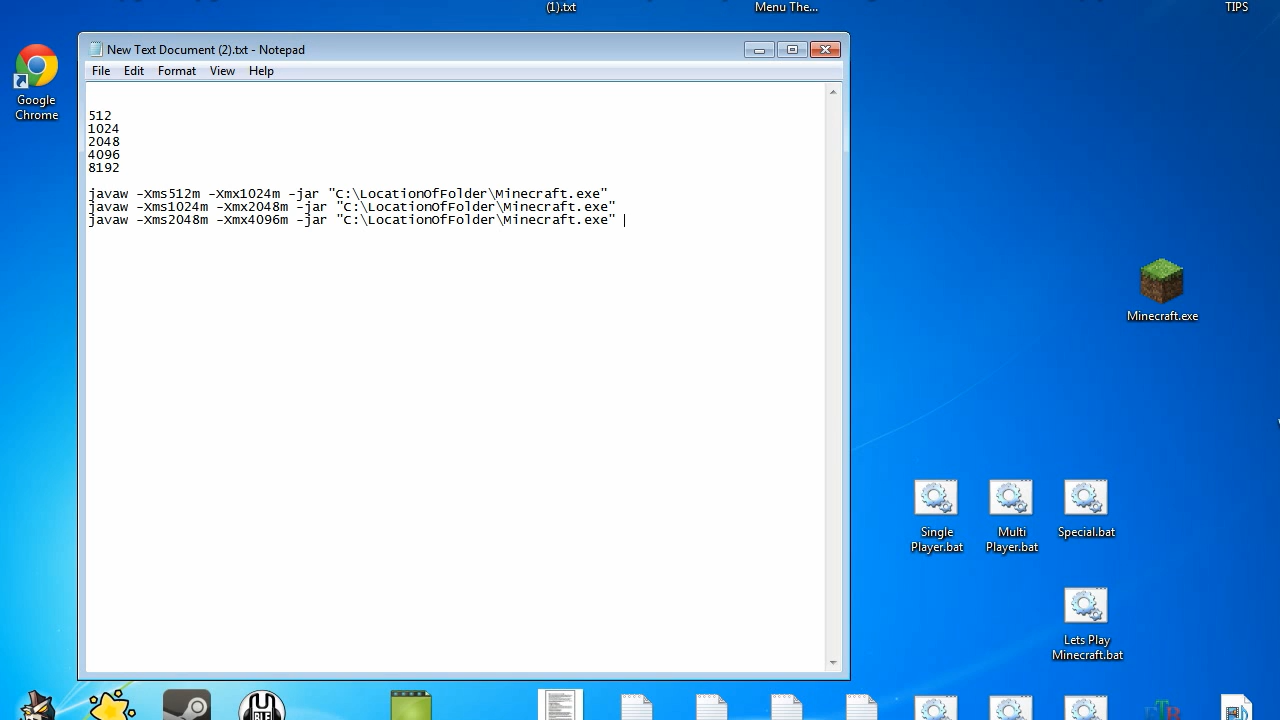 (1).txt
Menu The...
TIPS
New Text Document (2).txt - Notepad
File Edit Format View Help
Google
Chrome
512
1024
2048
4096
8192
javaw -Xms512m -Xmx1024m -jar "C:\LocationOfFolder\Minecraft.exe"
javaw -Xms1024m -Xmx2048m -jar "C:\LocationOfFolder\Minecraft.exe"
javaw -Xms2048m -Xmx4096m -jar "C:\LocationOfFolder\Minecraft.exe"
Minecraft.exe
Single
Player.bat
Multi
Player.bat
Special.bat
Lets Play
Minecraft.bat